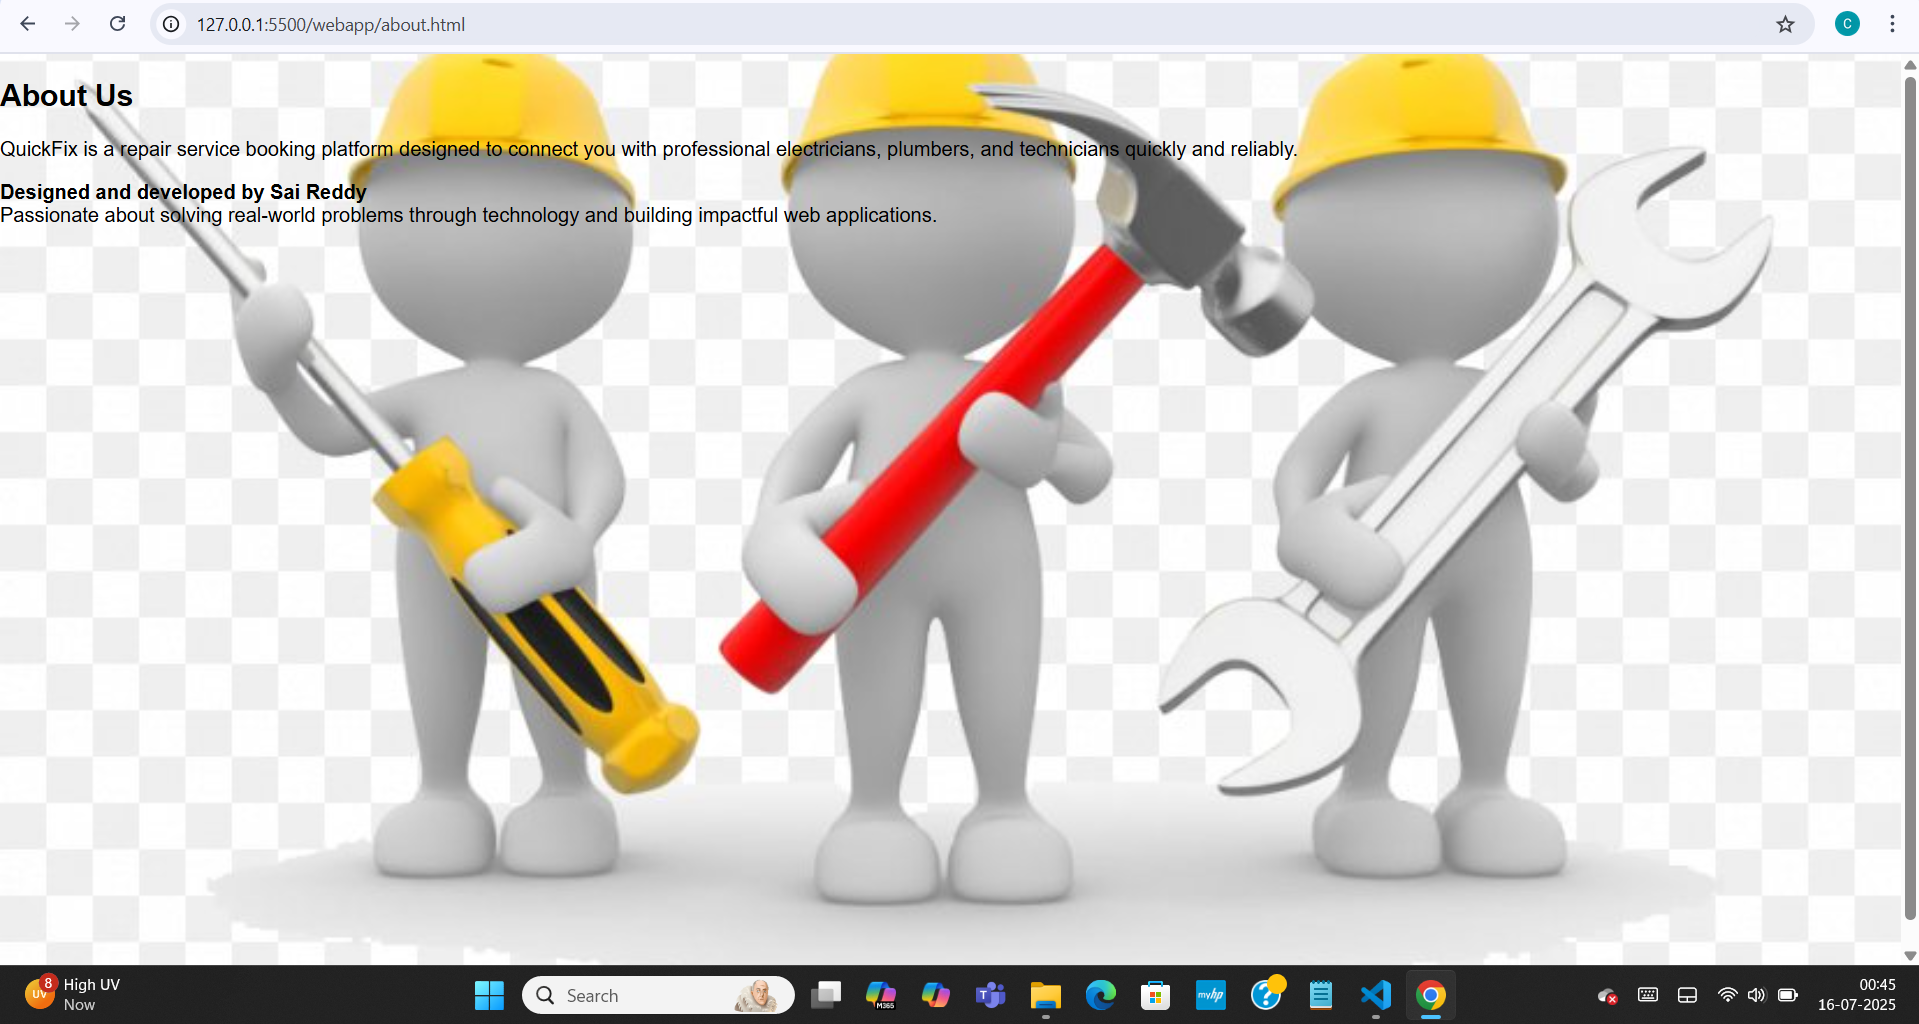 127.0.0.1:5500/webapp/about.html
C
About Us
QuickFix is a repair service booking platform designed to connect you with professional electricians, plumbers, and technicians quickly and reliably.
Designed and developed by Sai Reddy
Passionate about solving real-world problems through technology and building impactful web applications.
8
UV
High UV
Now
Search
M365
T
myhp
?
00:45
16-07-2025